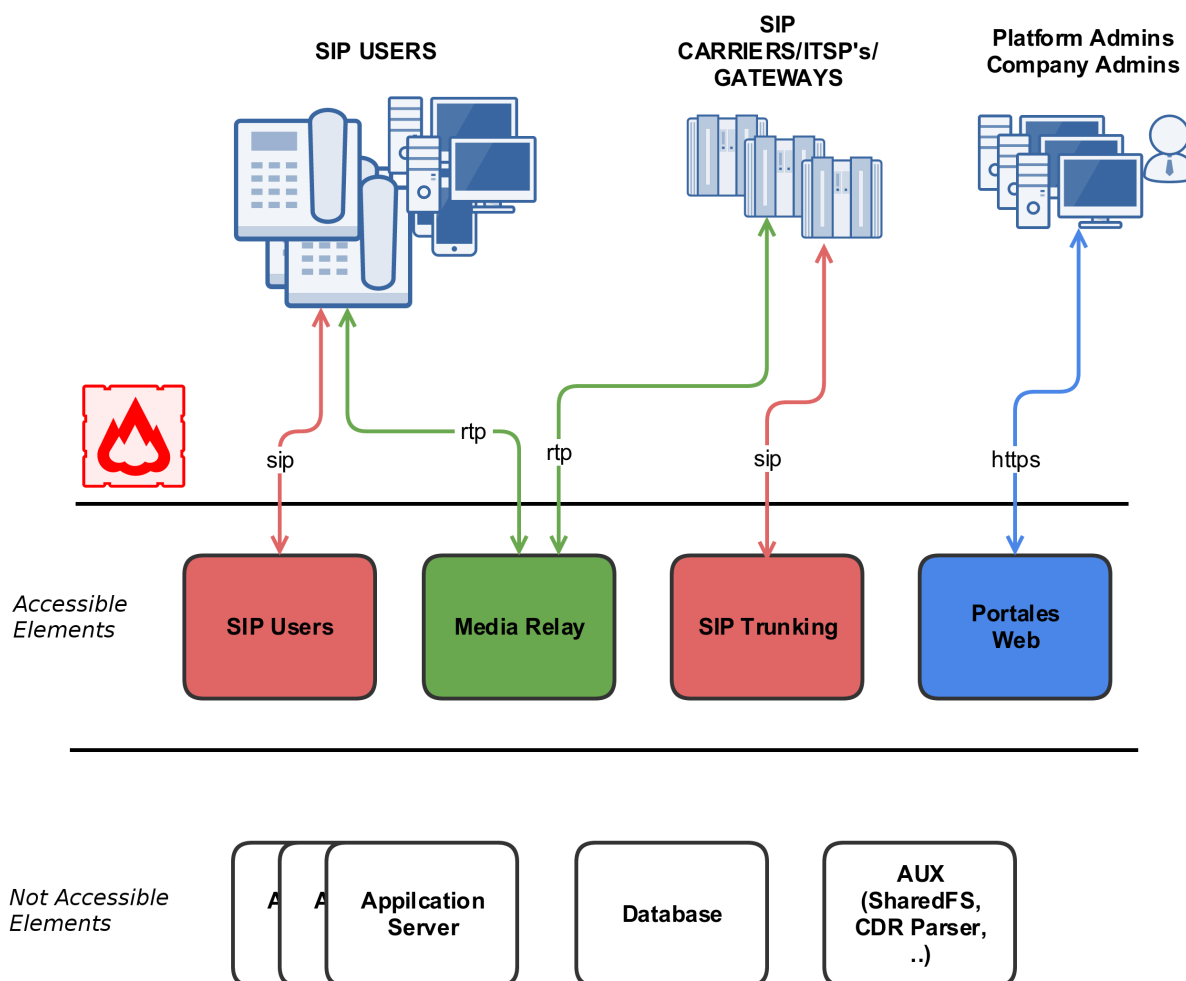 SIP USERS
SIP
CARRIERS/ITSP's/
GATEWAYS
Platform Admins
Company Admins
rtp
rtp
sip
sip
https
Accessible
Elements
SIP Users
Media Relay
SIP Trunking
Portales
Web
Not Accessible
Elements
A
A
Appilcation
Server
Database
AUX
(SharedFS,
CDR Parser,
..)